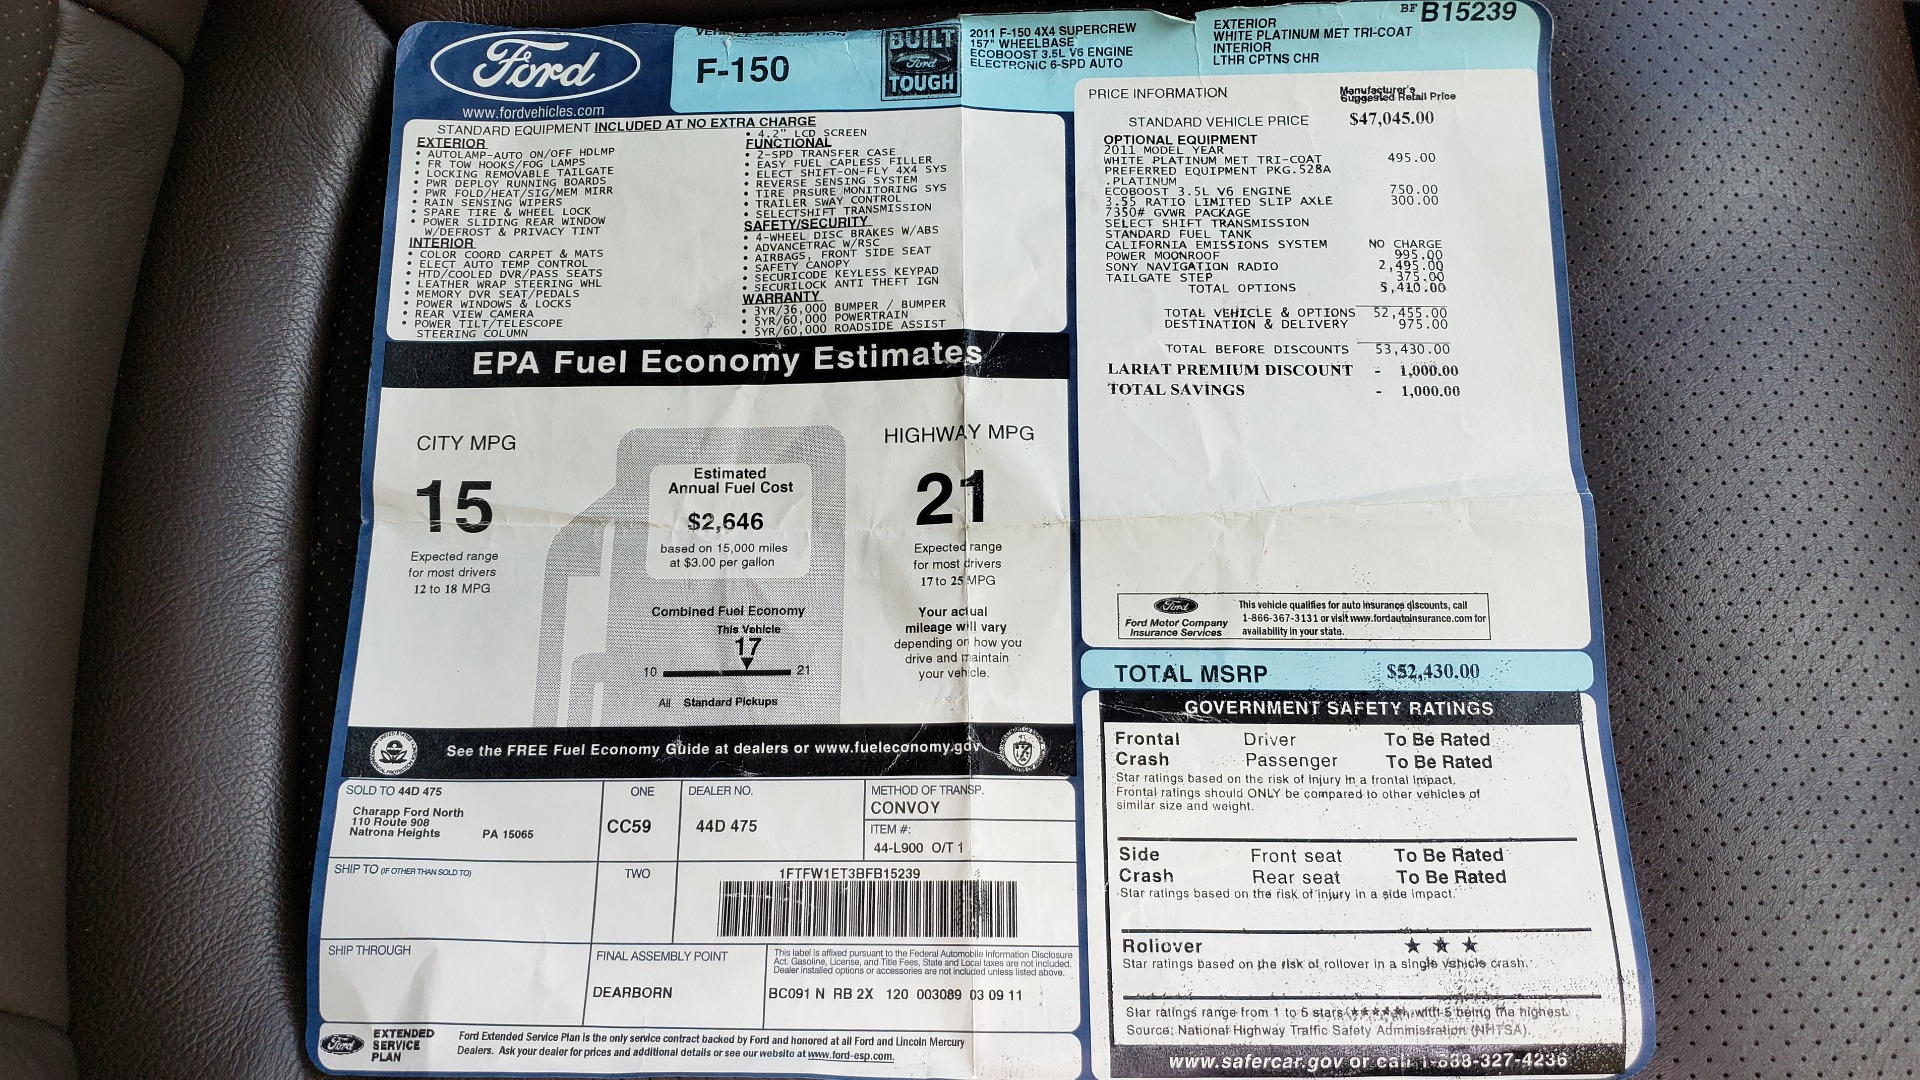 Ford
www.fordvehicles.com
VEHICLE DESCRIPTION
F-150
BUILT
Ford
TOUGH
2011 F-150 4X4 SUPERCREW
157" WHEELBASE
ECOBOOST 3.5L V6 ENGINE
ELECTRONIC 6-SPD AUTO
EXTERIOR
WHITE PLATINUM MET TRI-COAT
INTERIOR
LTHR CPTNS CHR
BF B15239
STANDARD EQUIPMENT INCLUDED AT NO EXTRA CHARGE
EXTERIOR
• AUTOLAMP-AUTO ON/OFF HDLMP
• FR TOW HOOKS/FOG LAMPS
• LOCKING REMOVABLE TAILGATE
• PWR DEPLOY RUNNING BOARDS
• PWR FOLD/HEAT/SIG/MEM MIRR
• RAIN SENSING WIPERS
• SPARE TIRE & WHEEL LOCK
• POWER SLIDING REAR WINDOW
W/DEFROST & PRIVACY TINT
INTERIOR
• COLOR COORD CARPET & MATS
• ELECT AUTO TEMP CONTROL
• HTD/COOLED DVR/PASS SEATS
• LEATHER WRAP STEERING WHL
• MEMORY DVR SEAT/PEDALS
• POWER WINDOWS & LOCKS
• REAR VIEW CAMERA
• POWER TILT/TELESCOPE
STEERING COLUMN
• 4.2" LCD SCREEN
FUNCTIONAL
• 2-SPD TRANSFER CASE
• EASY FUEL CAPLESS FILLER
• ELECT SHIFT-ON-FLY 4X4 SYS
• REVERSE SENSING SYSTEM
• TIRE PRSURE MONITORING SYS
• TRAILER SWAY CONTROL
• SELECTSHIFT TRANSMISSION
SAFETY/SECURITY
• 4-WHEEL DISC BRAKES W/ABS
• ADVANCETRAC W/RSC
• AIRBAGS, FRONT SIDE SEAT
• SAFETY CANOPY
• SECURICODE KEYLESS KEYPAD
• SECURILOCK ANTI THEFT IGN
WARRANTY
• 3YR/36,000 BUMPER / BUMPER
• 5YR/60,000 POWERTRAIN
• 5YR/60,000 ROADSIDE ASSIST
PRICE INFORMATION
Manufacturer's
Suggested Retail Price
STANDARD VEHICLE PRICE $47,045.00
OPTIONAL EQUIPMENT
2011 MODEL YEAR
WHITE PLATINUM MET TRI-COAT 495.00
PREFERRED EQUIPMENT PKG.528A
.PLATINUM
ECOBOOST 3.5L V6 ENGINE 750.00
3.55 RATIO LIMITED SLIP AXLE 300.00
7350# GVWR PACKAGE
SELECT SHIFT TRANSMISSION
STANDARD FUEL TANK
CALIFORNIA EMISSIONS SYSTEM NO CHARGE
POWER MOONROOF 995.00
SONY NAVIGATION RADIO 2,495.00
TAILGATE STEP 375.00
TOTAL OPTIONS 5,410.00
TOTAL VEHICLE & OPTIONS 52,455.00
DESTINATION & DELIVERY 975.00
TOTAL BEFORE DISCOUNTS 53,430.00
LARIAT PREMIUM DISCOUNT - 1,000.00
TOTAL SAVINGS - 1,000.00
Ford
Ford Motor Company
Insurance Services
This vehicle qualifies for auto insurance discounts, call
1-866-367-3131 or visit www.fordautoinsurance.com for
availability in your state.
TOTAL MSRP $52,430.00
EPA Fuel Economy Estimates
CITY MPG
15
Expected range
for most drivers
12 to 18 MPG
Estimated
Annual Fuel Cost
$2,646
based on 15,000 miles
at $3.00 per gallon
Combined Fuel Economy
This Vehicle
17
10 21
All Standard Pickups
HIGHWAY MPG
21
Expected range
for most drivers
17 to 25 MPG
Your actual
mileage will vary
depending on how you
drive and maintain
your vehicle.
See the FREE Fuel Economy Guide at dealers or www.fueleconomy.gov
GOVERNMENT SAFETY RATINGS
Frontal Driver To Be Rated
Crash Passenger To Be Rated
Star ratings based on the risk of injury in a frontal impact.
Frontal ratings should ONLY be compared to other vehicles of
similar size and weight.
Side Front seat To Be Rated
Crash Rear seat To Be Rated
Star ratings based on the risk of injury in a side impact.
Rollover ★ ★ ★
Star ratings based on the risk of rollover in a single vehicle crash.
Star ratings range from 1 to 5 stars (★★★★★), with 5 being the highest.
Source: National Highway Traffic Safety Administration (NHTSA).
www.safercar.gov or call 1-888-327-4236
SOLD TO 44D 475
Charapp Ford North
110 Route 908
Natrona Heights PA 15065
ONE
CC59
DEALER NO.
44D 475
METHOD OF TRANSP.
CONVOY
ITEM #:
44-L900 O/T 1
SHIP TO (IF OTHER THAN SOLD TO)
TWO
1FTFW1ET3BFB15239
SHIP THROUGH
FINAL ASSEMBLY POINT
DEARBORN
This label is affixed pursuant to the Federal Automobile Information Disclosure
Act. Gasoline, License, and Title Fees, State and Local taxes are not included.
Dealer installed options or accessories are not included unless listed above.
BC091 N RB 2X 120 003089 03 09 11
Ford
EXTENDED
SERVICE
PLAN
Ford Extended Service Plan is the only service contract backed by Ford and honored at all Ford and Lincoln Mercury
Dealers. Ask your dealer for prices and additional details or see our website at www.ford-esp.com.